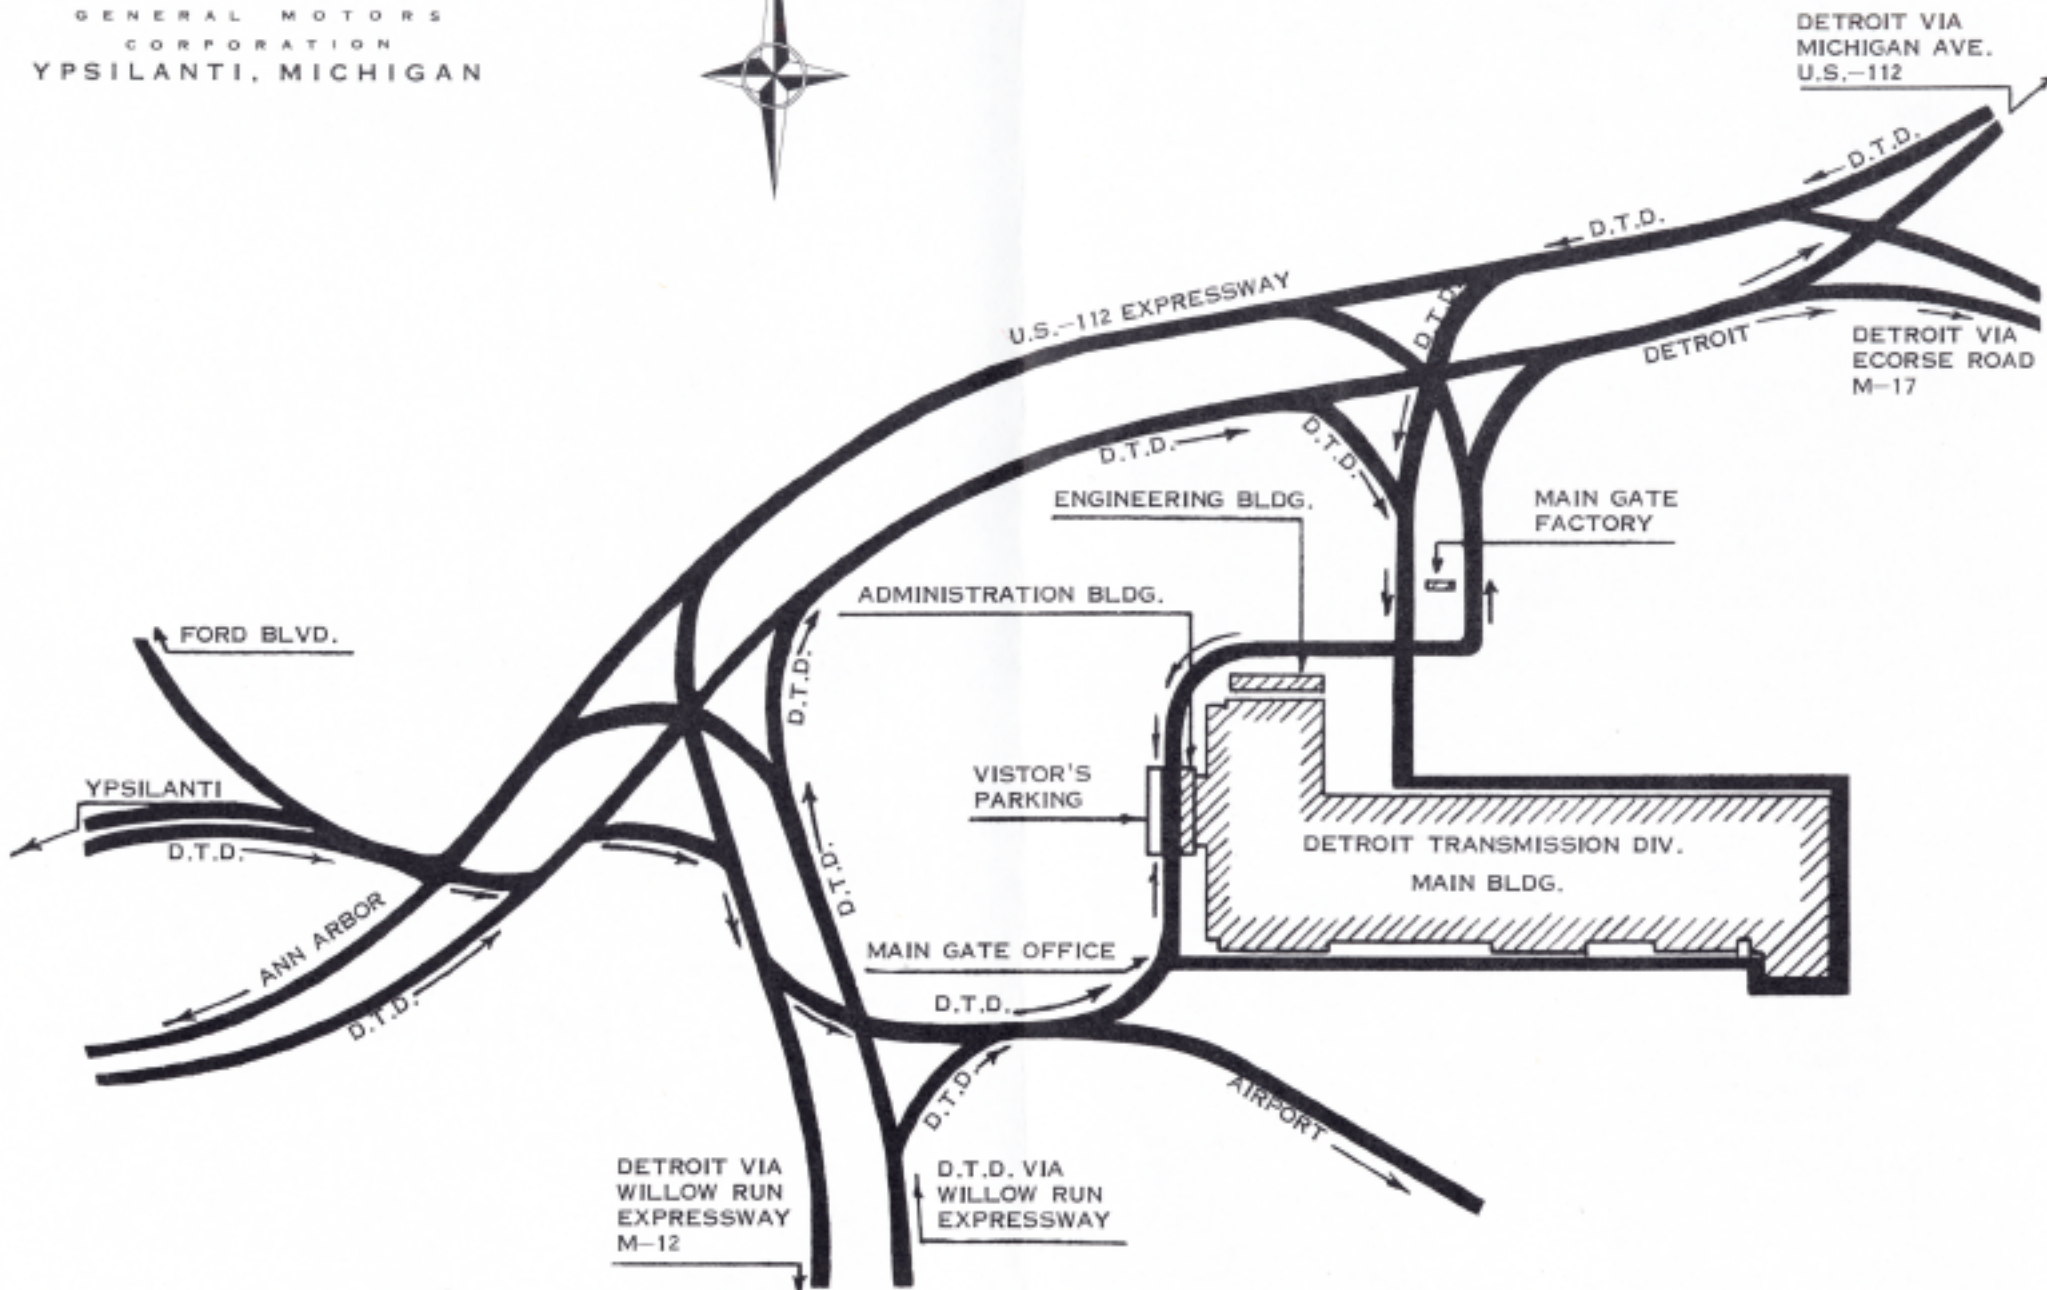 GENERAL MOTORS
CORPORATION
YPSILANTI, MICHIGAN
DETROIT VIA
MICHIGAN AVE.
U.S.-112
D.T.D.
D.T.D.
U.S.-112 EXPRESSWAY
D.T.D.
DETROIT
DETROIT VIA
ECORSE ROAD
M-17
D.T.D.
D.T.D.
ENGINEERING BLDG.
MAIN GATE
FACTORY
ADMINISTRATION BLDG.
FORD BLVD.
D.T.D.
YPSILANTI
D.T.D.
VISTOR'S
PARKING
DETROIT TRANSMISSION DIV.
MAIN BLDG.
D.T.D.
ANN ARBOR
D.T.D.
MAIN GATE OFFICE
D.T.D.
D.T.D.
AIRPORT
DETROIT VIA
WILLOW RUN
EXPRESSWAY
M-12
D.T.D. VIA
WILLOW RUN
EXPRESSWAY